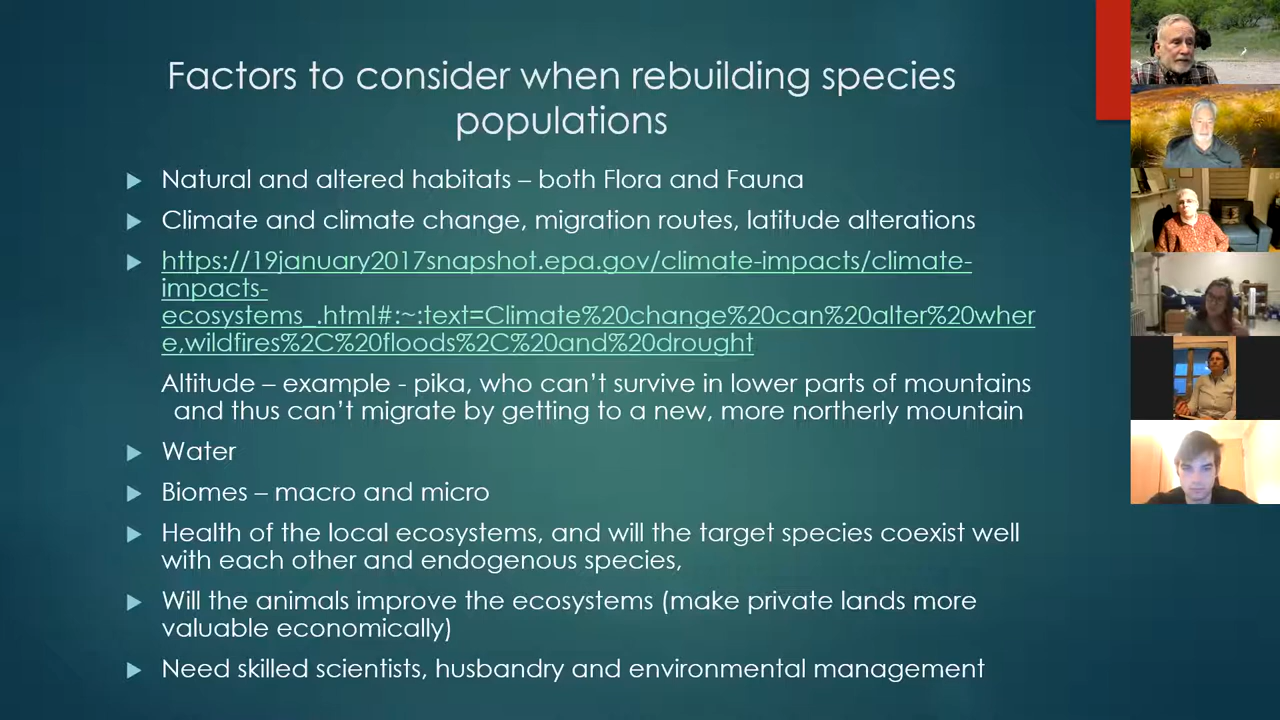 Factors to consider when rebuilding species
populations
Natural and altered habitats – both Flora and Fauna
Climate and climate change, migration routes, latitude alterations
https://19january2017snapshot.epa.gov/climate-impacts/climate-
impacts-
ecosystems_.html#:~:text=Climate%20change%20can%20alter%20wher
e,wildfires%2C%20floods%2C%20and%20drought
Altitude – example - pika, who can’t survive in lower parts of mountains
and thus can’t migrate by getting to a new, more northerly mountain
Water
Biomes – macro and micro
Health of the local ecosystems, and will the target species coexist well
with each other and endogenous species,
Will the animals improve the ecosystems (make private lands more
valuable economically)
Need skilled scientists, husbandry and environmental management